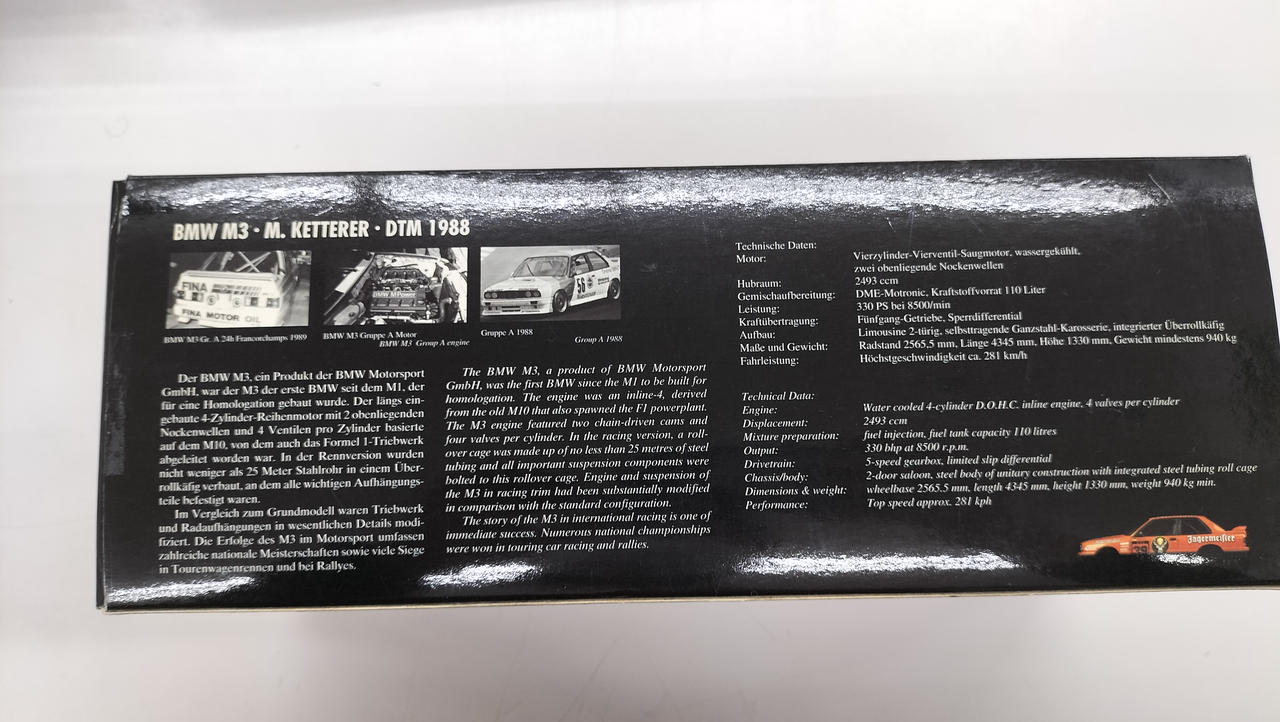 BMW M3 · M. KETTERER · DTM 1988
FINA
FINA MOTOR OIL
BMW M Power
56
BMW M3 Gr. A 24h Francorchamps 1989
BMW M3 Gruppe A Motor
BMW M3 Group A engine
Gruppe A 1988
Group A 1988
Der BMW M3, ein Produkt der BMW Motorsport
GmbH, war der M3 der erste BMW seit dem M1, der
für eine Homologation gebaut wurde. Der längs ein-
gebaute 4-Zylinder-Reihenmotor mit 2 obenliegenden
Nockenwellen und 4 Ventilen pro Zylinder basierte
auf dem M10, von dem auch das Formel 1-Triebwerk
abgeleitet worden war. In der Rennversion wurden
nicht weniger als 25 Meter Stahlrohr in einem Über-
rollkäfig verbaut, an dem alle wichtigen Aufhängungs-
teile befestigt waren.
Im Vergleich zum Grundmodell waren Triebwerk
und Radaufhängungen in wesentlichen Details modi-
fiziert. Die Erfolge des M3 im Motorsport umfassen
zahlreiche nationale Meisterschaften sowie viele Siege
in Tourenwagenrennen und bei Rallyes.
The BMW M3, a product of BMW Motorsport
GmbH, was the first BMW since the M1 to be built for
homologation. The engine was an inline-4, derived
from the old M10 that also spawned the F1 powerplant.
The M3 engine featured two chain-driven cams and
four valves per cylinder. In the racing version, a roll-
over cage was made up of no less than 25 metres of steel
tubing and all important suspension components were
bolted to this rollover cage. Engine and suspension of
the M3 in racing trim had been substantially modified
in comparison with the standard configuration.
The story of the M3 in international racing is one of
immediate success. Numerous national championships
were won in touring car racing and rallies.
Technische Daten:
Motor: Vierzylinder-Vierventil-Saugmotor, wassergekühlt,
zwei obenliegende Nockenwellen
Hubraum: 2493 ccm
Gemischaufbereitung: DME-Motronic, Kraftstoffvorrat 110 Liter
Leistung: 330 PS bei 8500/min
Kraftübertragung: Fünfgang-Getriebe, Sperrdifferential
Aufbau: Limousine 2-türig, selbsttragende Ganzstahl-Karosserie, integrierter Überrollkäfig
Maße und Gewicht: Radstand 2565,5 mm, Länge 4345 mm, Höhe 1330 mm, Gewicht mindestens 940 kg
Fahrleistung: Höchstgeschwindigkeit ca. 281 km/h
Technical Data:
Engine: Water cooled 4-cylinder D.O.H.C. inline engine, 4 valves per cylinder
Displacement: 2493 ccm
Mixture preparation: fuel injection, fuel tank capacity 110 litres
Output: 330 bhp at 8500 r.p.m.
Drivetrain: 5-speed gearbox, limited slip differential
Chassis/body: 2-door saloon, steel body of unitary construction with integrated steel tubing roll cage
Dimensions & weight: wheelbase 2565.5 mm, length 4345 mm, height 1330 mm, weight 940 kg min.
Performance: Top speed approx. 281 kph
39
Jägermeister